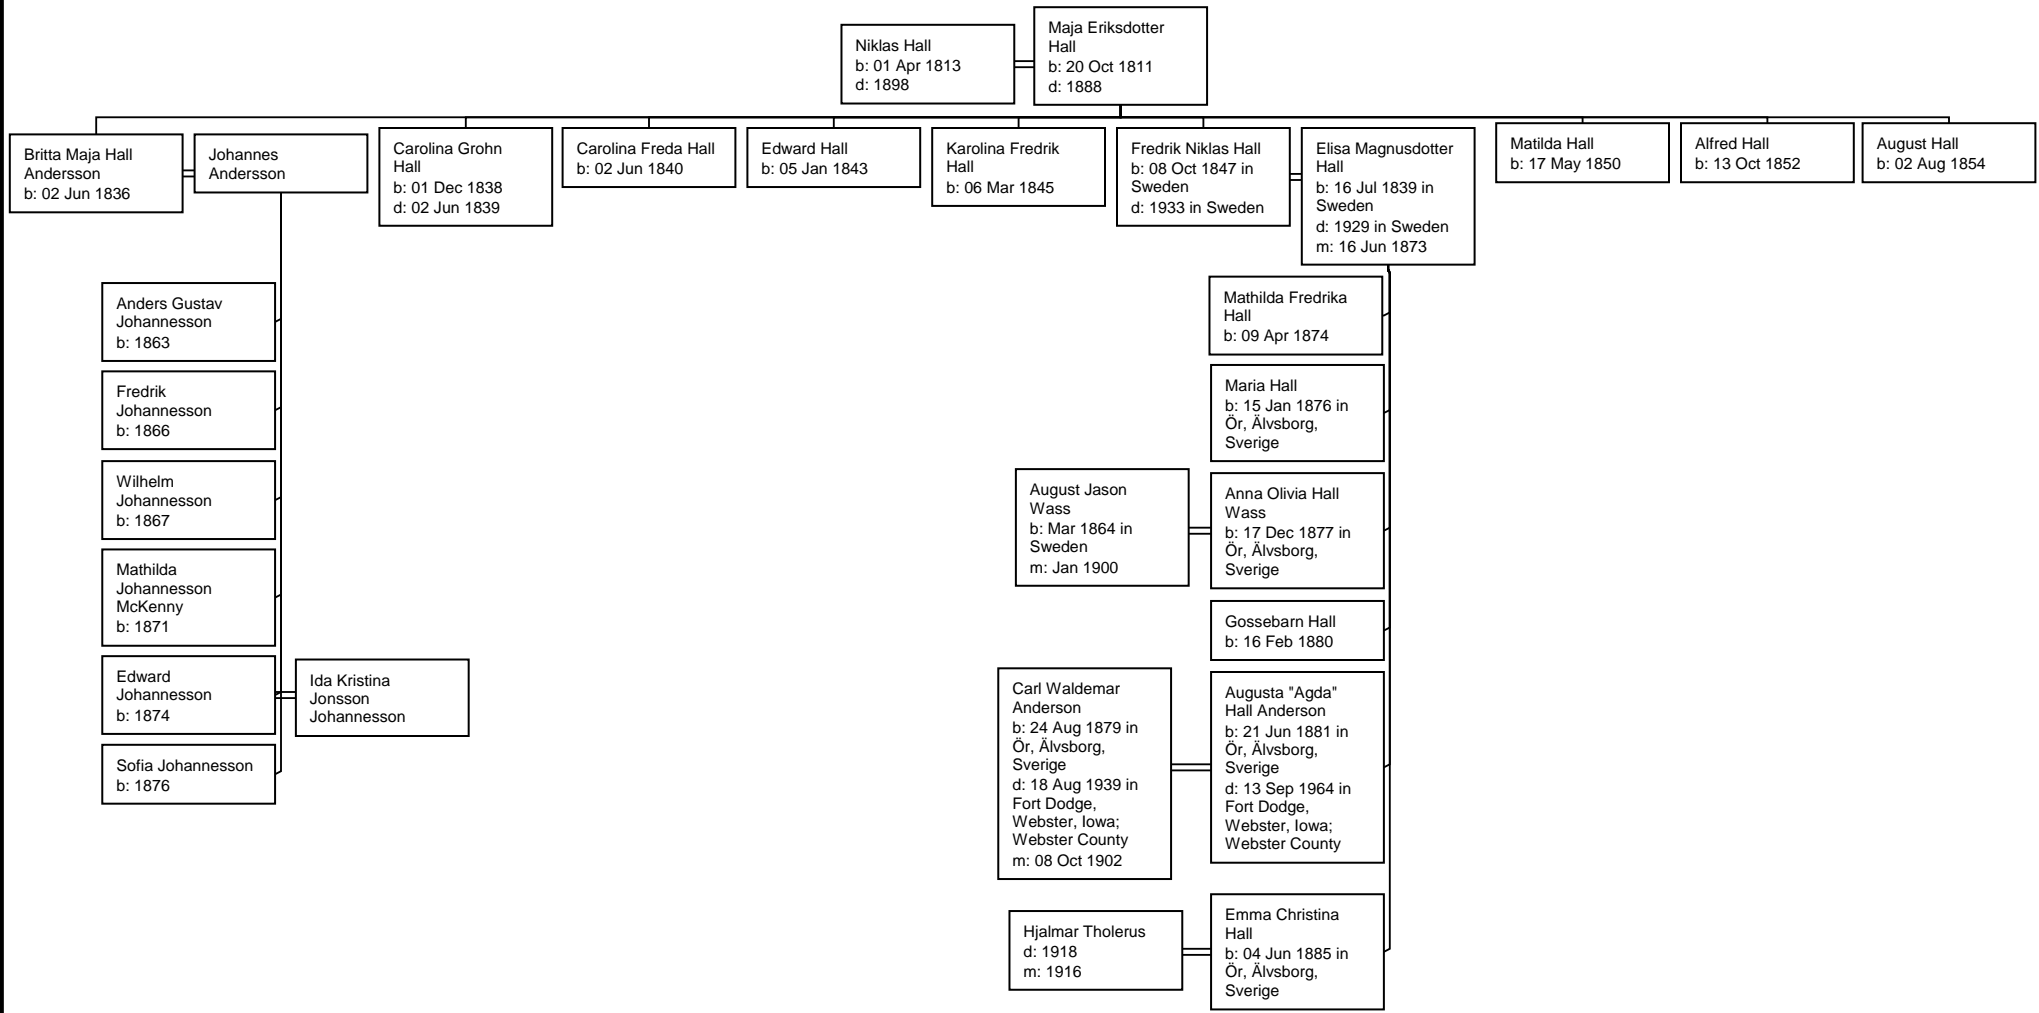 Niklas Hall
b: 01 Apr 1813
d: 1898
Maja Eriksdotter
Hall
b: 20 Oct 1811
d: 1888
Britta Maja Hall
Andersson
b: 02 Jun 1836
Johannes
Andersson
Carolina Grohn
Hall
b: 01 Dec 1838
d: 02 Jun 1839
Carolina Freda Hall
b: 02 Jun 1840
Edward Hall
b: 05 Jan 1843
Karolina Fredrik
Hall
b: 06 Mar 1845
Fredrik Niklas Hall
b: 08 Oct 1847 in
Sweden
d: 1933 in Sweden
Elisa Magnusdotter
Hall
b: 16 Jul 1839 in
Sweden
d: 1929 in Sweden
m: 16 Jun 1873
Matilda Hall
b: 17 May 1850
Alfred Hall
b: 13 Oct 1852
August Hall
b: 02 Aug 1854
Anders Gustav
Johannesson
b: 1863
Fredrik
Johannesson
b: 1866
Wilhelm
Johannesson
b: 1867
Mathilda
Johannesson
McKenny
b: 1871
Edward
Johannesson
b: 1874
Ida Kristina
Jonsson
Johannesson
Sofia Johannesson
b: 1876
Mathilda Fredrika
Hall
b: 09 Apr 1874
Maria Hall
b: 15 Jan 1876 in
Ör, Älvsborg,
Sverige
August Jason
Wass
b: Mar 1864 in
Sweden
m: Jan 1900
Anna Olivia Hall
Wass
b: 17 Dec 1877 in
Ör, Älvsborg,
Sverige
Gossebarn Hall
b: 16 Feb 1880
Carl Waldemar
Anderson
b: 24 Aug 1879 in
Ör, Älvsborg,
Sverige
d: 18 Aug 1939 in
Fort Dodge,
Webster, Iowa;
Webster County
m: 08 Oct 1902
Augusta "Agda"
Hall Anderson
b: 21 Jun 1881 in
Ör, Älvsborg,
Sverige
d: 13 Sep 1964 in
Fort Dodge,
Webster, Iowa;
Webster County
Hjalmar Tholerus
d: 1918
m: 1916
Emma Christina
Hall
b: 04 Jun 1885 in
Ör, Älvsborg,
Sverige